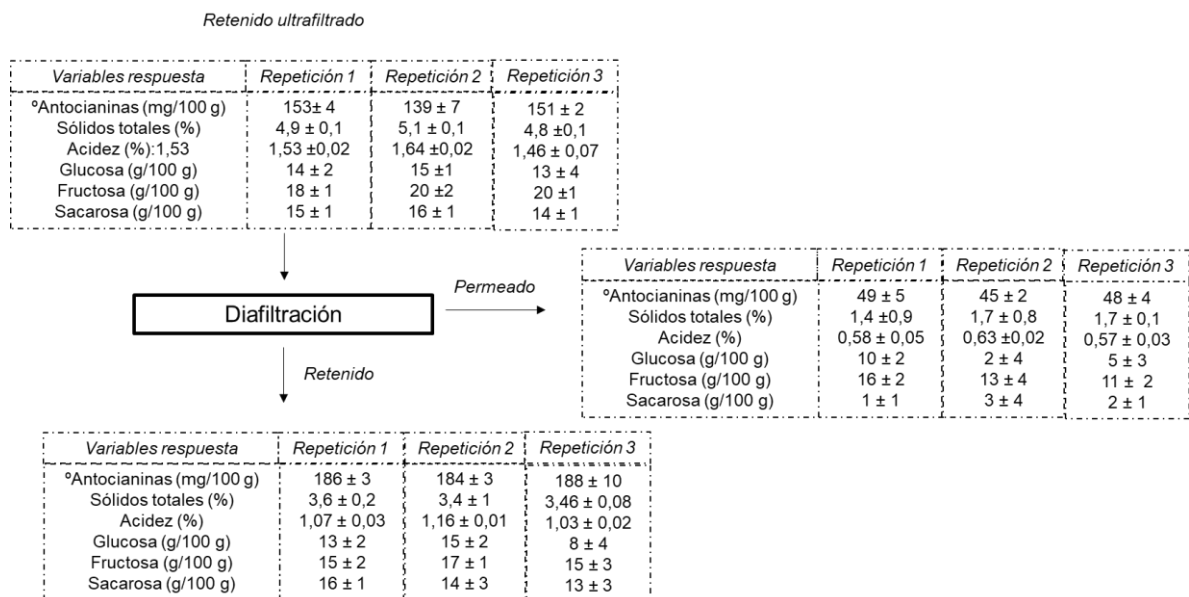 Retenido ultrafiltrado
Variables respuesta Repetición 1 Repetición 2 Repetición 3
ºAntocianinas (mg/100 g) 153± 4 139 ± 7 151 ± 2
Sólidos totales (%) 4,9 ± 0,1 5,1 ± 0,1 4,8 ±0,1
Acidez (%):1,53 1,53 ±0,02 1,64 ±0,02 1,46 ± 0,07
Glucosa (g/100 g) 14 ± 2 15 ±1 13 ± 4
Fructosa (g/100 g) 18 ± 1 20 ±2 20 ±1
Sacarosa (g/100 g) 15 ± 1 16 ± 1 14 ± 1
Diafiltración
Permeado
Variables respuesta Repetición 1 Repetición 2 Repetición 3
ºAntocianinas (mg/100 g) 49 ± 5 45 ± 2 48 ± 4
Sólidos totales (%) 1,4 ±0,9 1,7 ± 0,8 1,7 ± 0,1
Acidez (%) 0,58 ± 0,05 0,63 ±0,02 0,57 ± 0,03
Glucosa (g/100 g) 10 ± 2 2 ± 4 5 ± 3
Fructosa (g/100 g) 16 ± 2 13 ± 4 11 ± 2
Sacarosa (g/100 g) 1 ± 1 3 ± 4 2 ± 1
Retenido
Variables respuesta Repetición 1 Repetición 2 Repetición 3
ºAntocianinas (mg/100 g) 186 ± 3 184 ± 3 188 ± 10
Sólidos totales (%) 3,6 ± 0,2 3,4 ± 1 3,46 ± 0,08
Acidez (%) 1,07 ± 0,03 1,16 ± 0,01 1,03 ± 0,02
Glucosa (g/100 g) 13 ± 2 15 ± 2 8 ± 4
Fructosa (g/100 g) 15 ± 2 17 ± 1 15 ± 3
Sacarosa (g/100 g) 16 ± 1 14 ± 3 13 ± 3